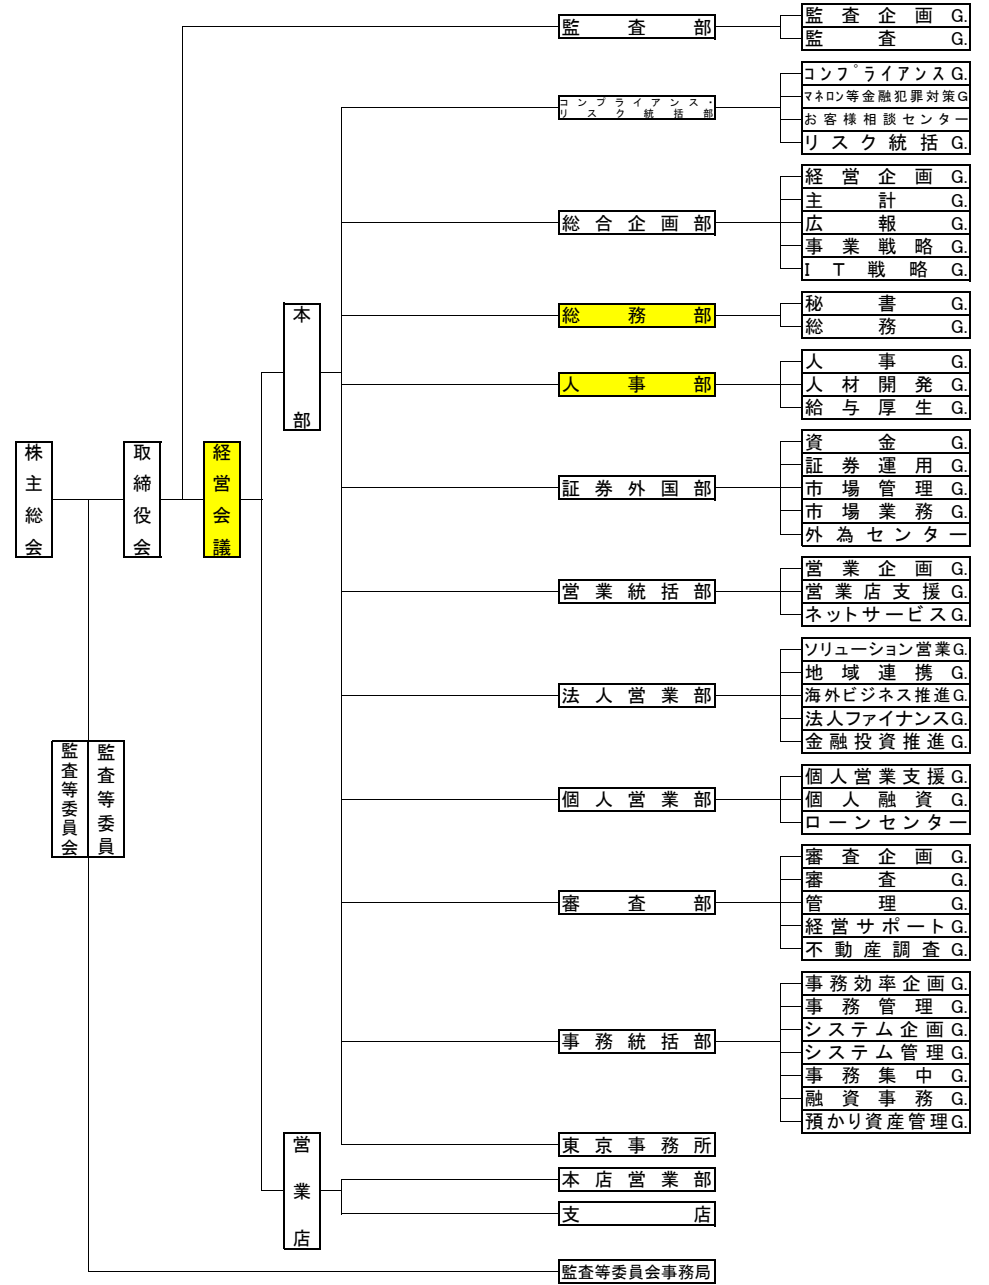 株主総会
監査等委員会
監査等委員
取締役会
経営会議
本部
営業店
監査部
監査企画G.
監査G.
コンプライアンス・
リスク統括部
コンプライアンスG.
マネロン等金融犯罪対策G
お客様相談センター
リスク統括G.
総合企画部
経営企画G.
主計G.
広報G.
事業戦略G.
IT戦略G.
総務部
秘書G.
総務G.
人事部
人事G.
人材開発G.
給与厚生G.
証券外国部
資金G.
証券運用G.
市場管理G.
市場業務G.
外為センター
営業統括部
営業企画G.
営業店支援G.
ネットサービスG.
法人営業部
ソリューション営業G.
地域連携G.
海外ビジネス推進G.
法人ファイナンスG.
金融投資推進G.
個人営業部
個人営業支援G.
個人融資G.
ローンセンター
審査部
審査企画G.
審査G.
管理G.
経営サポートG.
不動産調査G.
事務統括部
事務効率企画G.
事務管理G.
システム企画G.
システム管理G.
事務集中G.
融資事務G.
預かり資産管理G.
東京事務所
本店営業部
支店
監査等委員会事務局